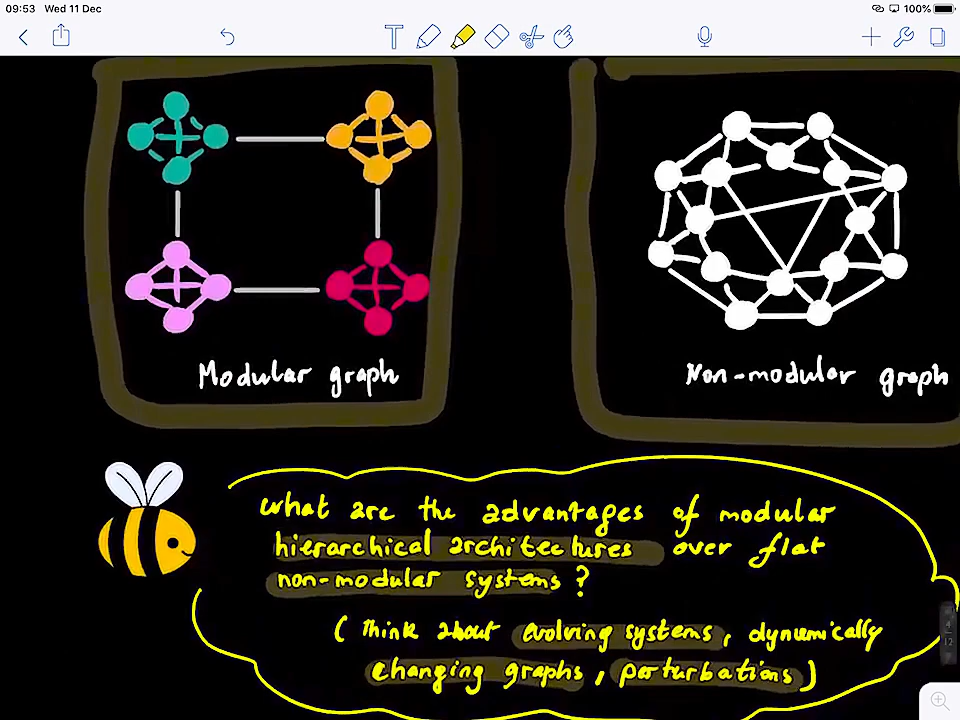 09:53 Wed 11 Dec
100%
Modular graph
Non-modular graph
What are the advantages of modular
hierarchical architectures over flat
non-modular systems ?
( Think about evolving systems, dynamically
changing graphs, perturbations)